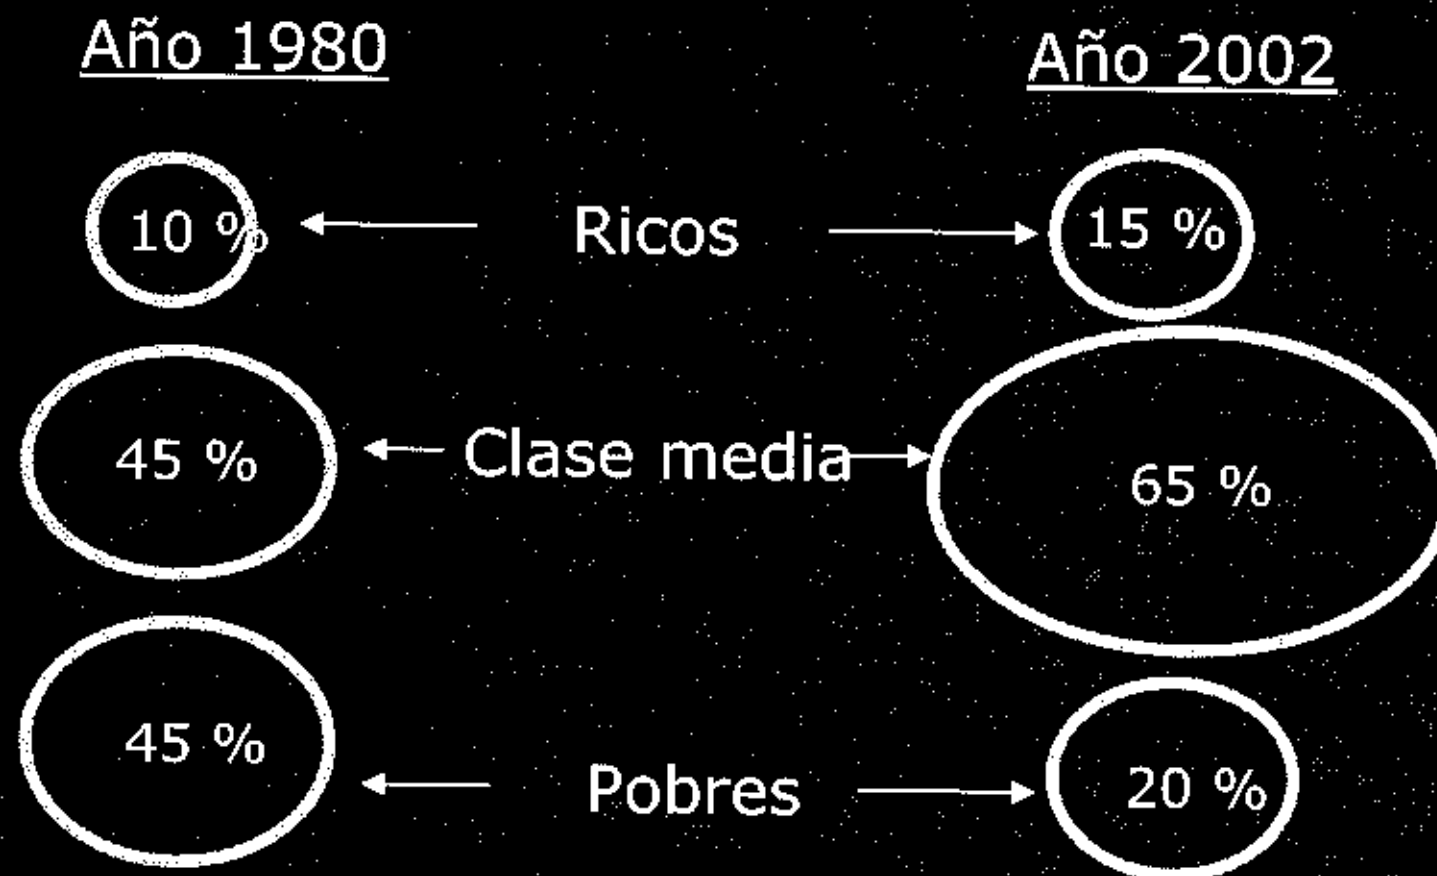 Año 1980
Año 2002
10 %
Ricos
15 %
45 %
Clase media
65 %
45 %
Pobres
20 %